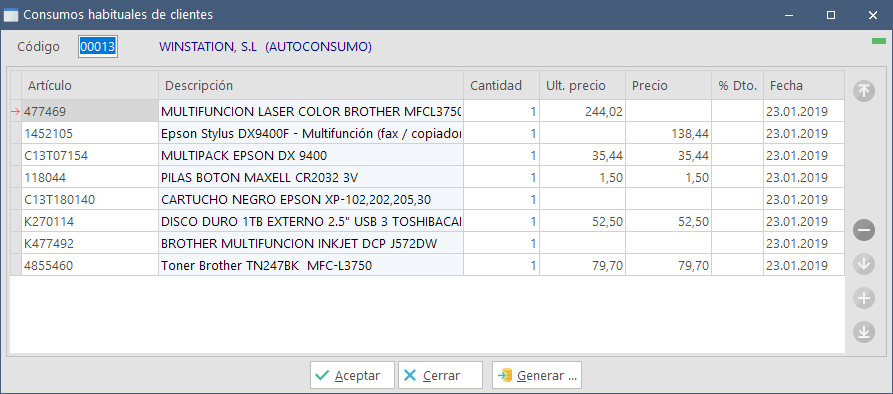 Consumos habituales de clientes
Código 00013 WINSTATION, S.L (AUTOCONSUMO)
Artículo Descripción Cantidad Ult. precio Precio % Dto. Fecha
477469 MULTIFUNCION LASER COLOR BROTHER MFCL3750 1 244,02 23.01.2019
1452105 Epson Stylus DX9400F - Multifunción (fax / copiador 1 138,44 23.01.2019
C13T07154 MULTIPACK EPSON DX 9400 1 35,44 35,44 23.01.2019
118044 PILAS BOTON MAXELL CR2032 3V 1 1,50 1,50 23.01.2019
C13T180140 CARTUCHO NEGRO EPSON XP-102,202,205,30 1 23.01.2019
K270114 DISCO DURO 1TB EXTERNO 2.5" USB 3 TOSHIBACAI 1 52,50 52,50 23.01.2019
K477492 BROTHER MULTIFUNCION INKJET DCP J572DW 1 23.01.2019
4855460 Toner Brother TN247BK MFC-L3750 1 79,70 79,70 23.01.2019
Aceptar Cerrar Generar ...